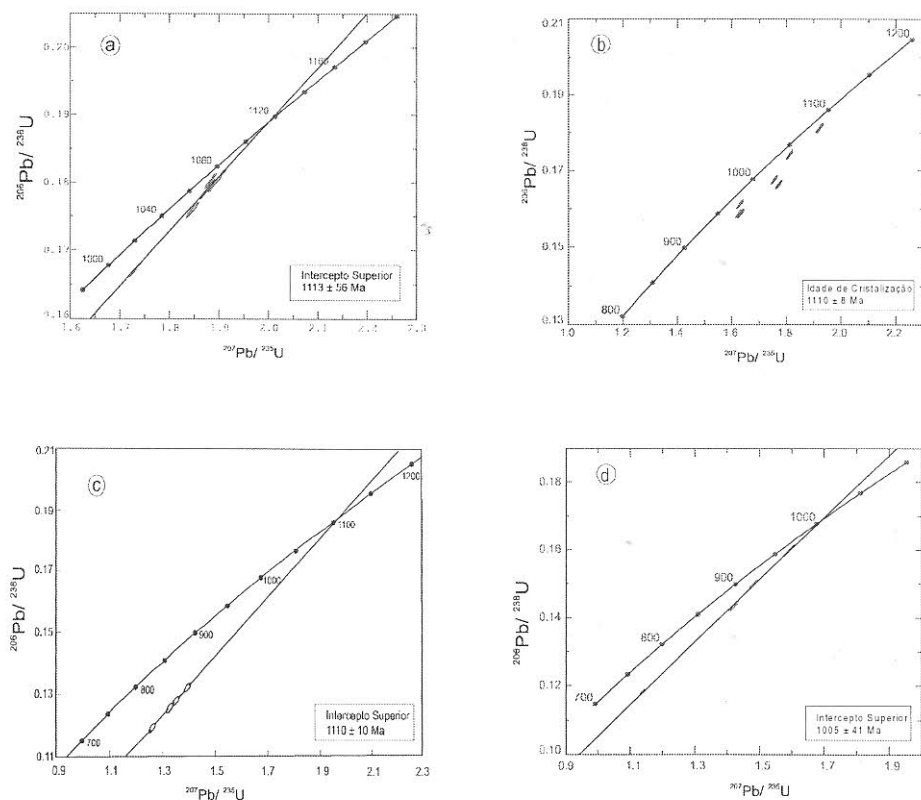 a
0.20
0.19
0.18
0.17
0.16
1000
1040
1080
1120
1160
206Pb/ 238U
Intercepto Superior
1113 ± 56 Ma
1.6 1.7 1.8 1.9 2.0 2.1 2.2 2.3
207Pb/ 235U
b
0.21
0.19
0.17
0.15
0.13
800
900
1000
1100
1200
206Pb/ 238U
Idade de Cristalização
1110 ± 8 Ma
1.0 1.2 1.4 1.6 1.8 2.0 2.2
207Pb/ 235U
c
0.21
0.19
0.17
0.15
0.13
0.11
700
800
900
1000
1100
1200
206Pb/ 238U
Intercepto Superior
1110 ± 10 Ma
0.9 1.1 1.3 1.5 1.7 1.9 2.1 2.3
207Pb/ 235U
d
0.18
0.16
0.14
0.12
0.10
700
800
900
1000
206Pb/ 238U
Intercepto Superior
1005 ± 41 Ma
0.9 1.1 1.3 1.5 1.7 1.9
207Pb/ 235U